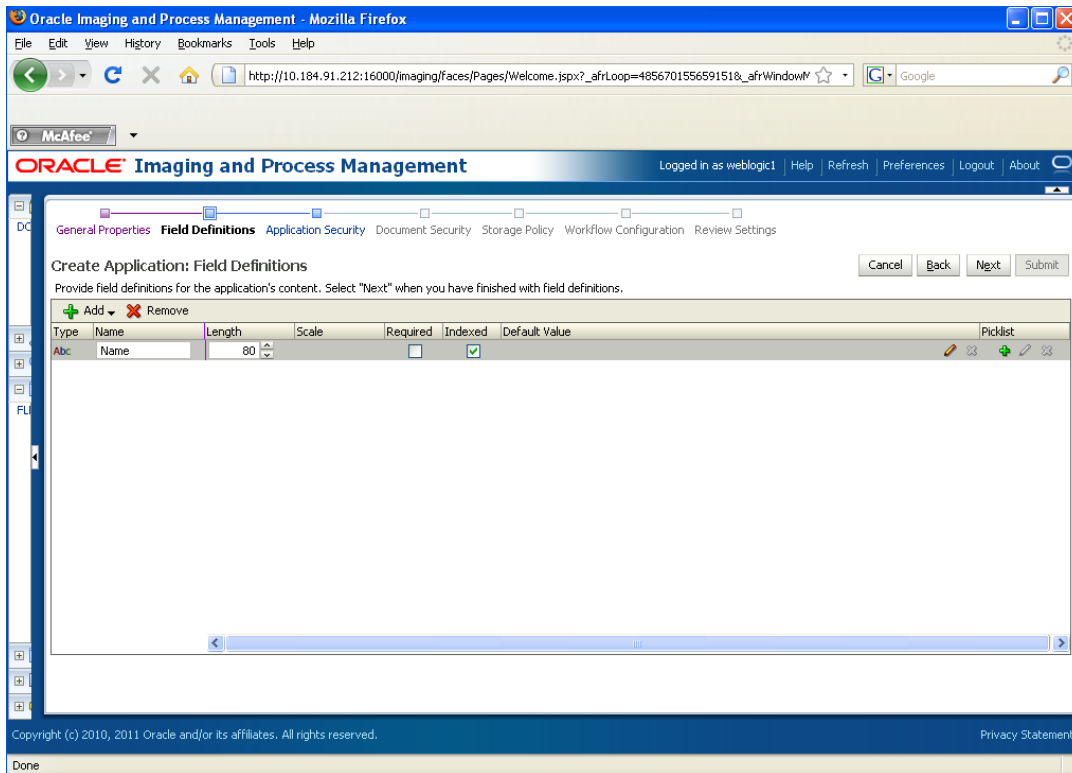 Oracle Imaging and Process Management - Mozilla Firefox
File Edit View History Bookmarks Tools Help
http://10.184.91.212:16000/imaging/faces/Pages/Welcome.jspx?_afrLoop=485670155659151&_afrWindowM G Google
McAfee
ORACLE Imaging and Process Management Logged in as weblogic1 Help Refresh Preferences Logout About
DC
General Properties Field Definitions Application Security Document Security Storage Policy Workflow Configuration Review Settings
Create Application: Field Definitions Cancel Back Next Submit
Provide field definitions for the application's content. Select "Next" when you have finished with field definitions.
Add Remove
Type Name Length Scale Required Indexed Default Value Picklist
Abc Name 80
FLI
Copyright (c) 2010, 2011 Oracle and/or its affiliates. All rights reserved. Privacy Statement
Done